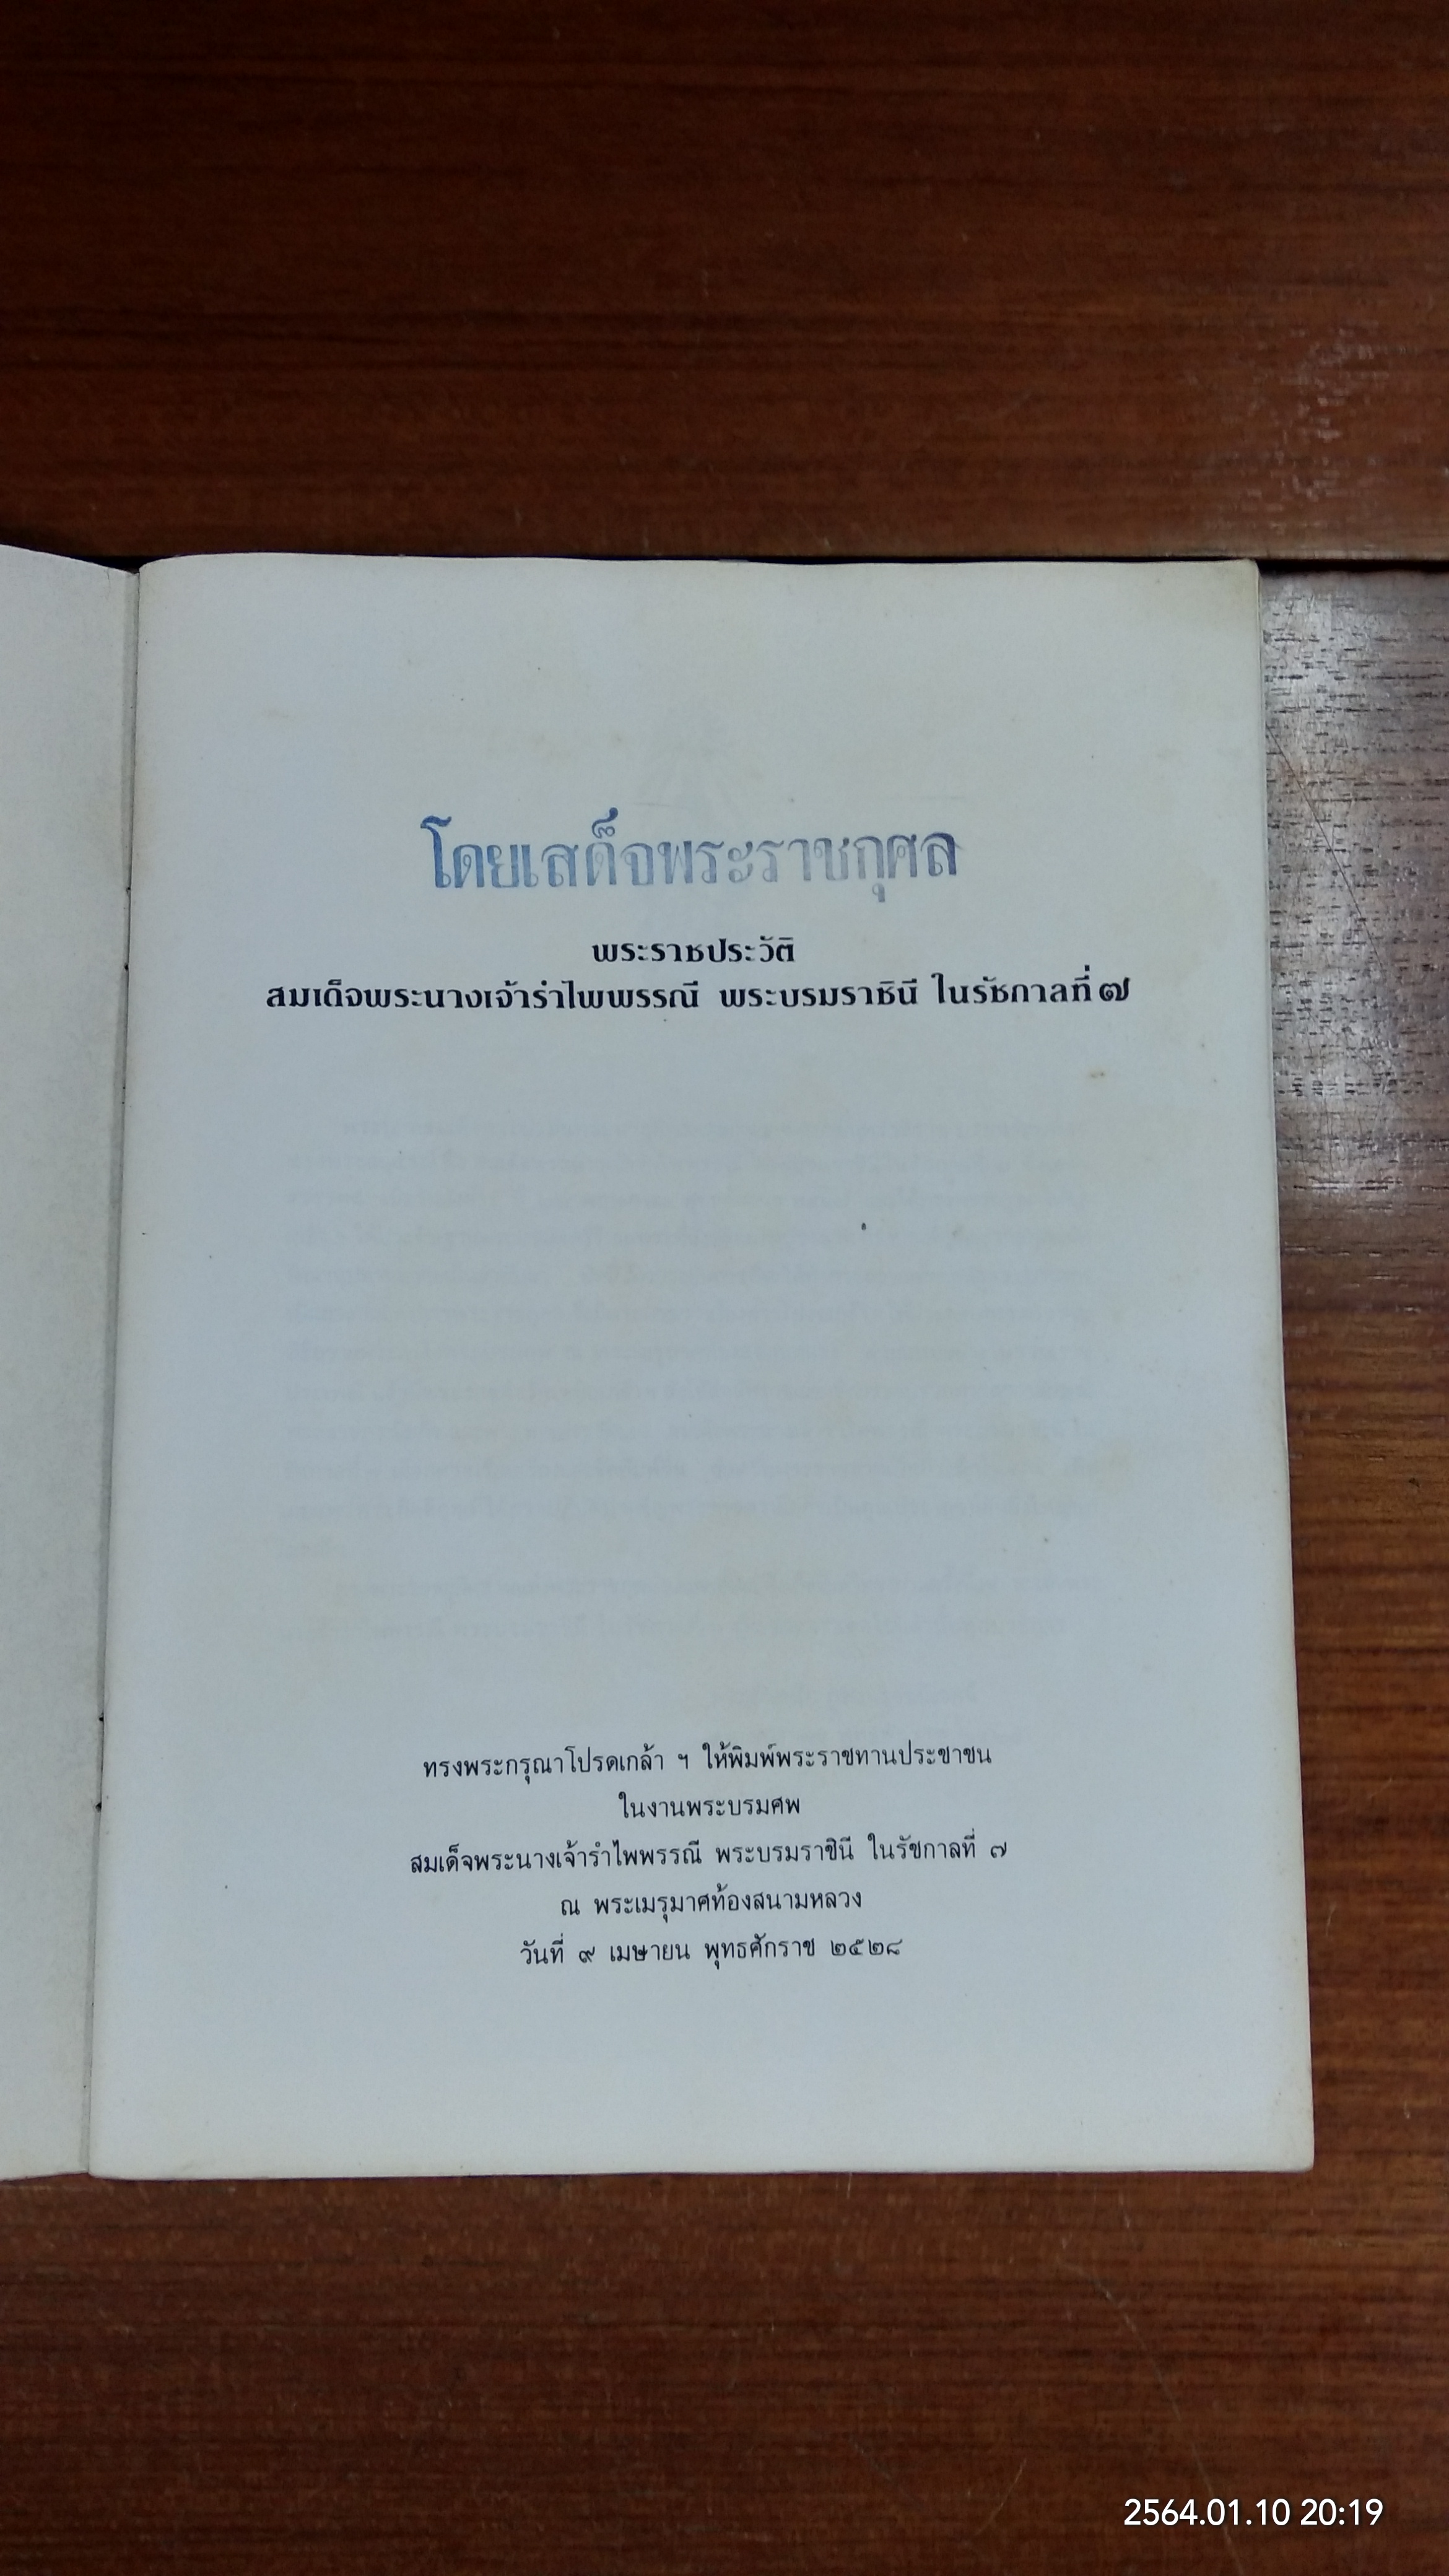 โดยเสด็จพระราชกุศล
พระราชประวัติ
สมเด็จพระนางเจ้ารำไพพรรณี พระบรมราชินี ในรัชกาลที่ ๗
ทรงพระกรุณาโปรดเกล้า ฯ ให้พิมพ์พระราชทานประชาชน
ในงานพระบรมศพ
สมเด็จพระนางเจ้ารำไพพรรณี พระบรมราชินี ในรัชกาลที่ ๗
ณ พระเมรุมาศท้องสนามหลวง
วันที่ ๙ เมษายน พุทธศักราช ๒๕๒๘
2564.01.10 20:19